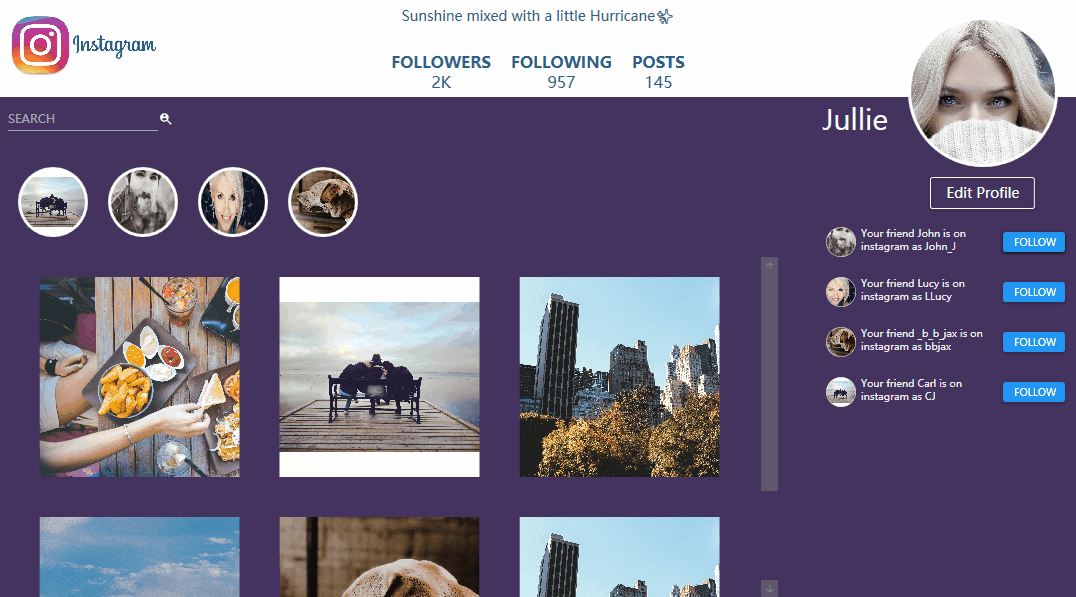 Instagram
Sunshine mixed with a little Hurricane
FOLLOWERS
2K
FOLLOWING
957
POSTS
145
SEARCH
Jullie
Edit Profile
Your friend John is on
instagram as John_J
FOLLOW
Your friend Lucy is on
instagram as LLucy
FOLLOW
Your friend _b_b_jax is on
instagram as bbjax
FOLLOW
Your friend Carl is on
instagram as CJ
FOLLOW